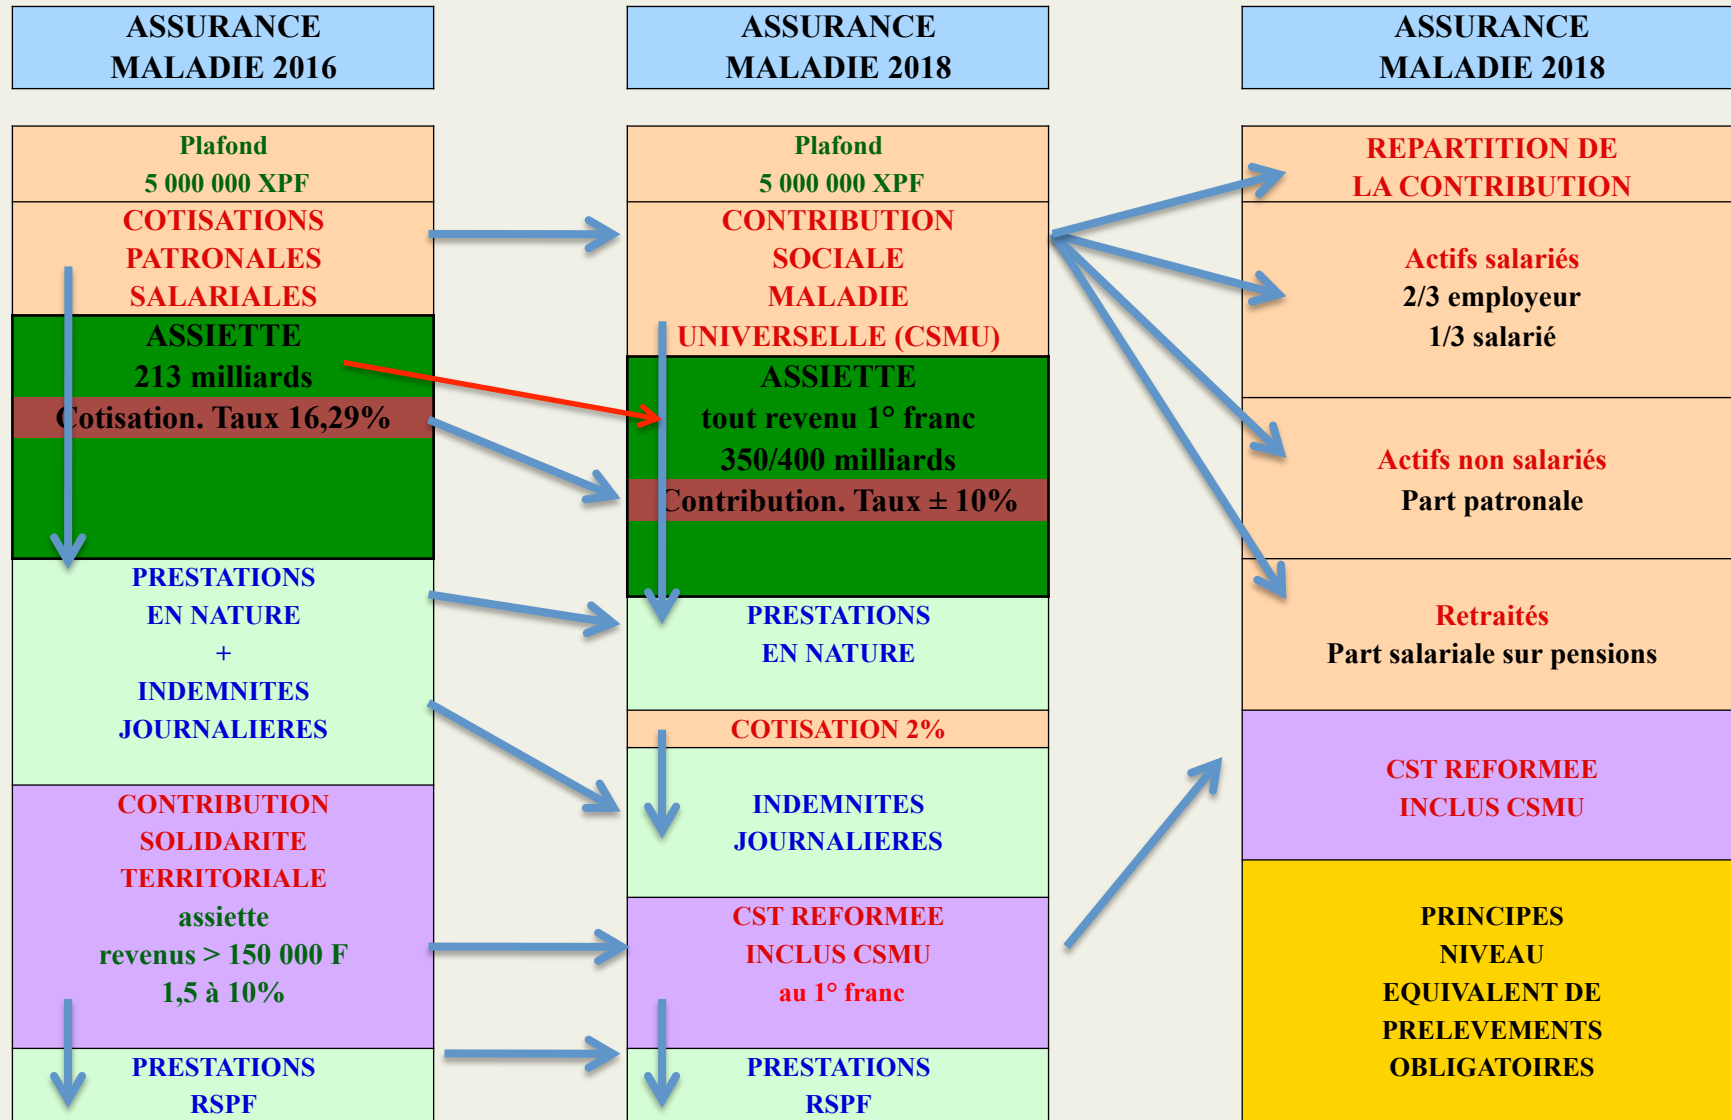 ASSURANCE
MALADIE 2016
Plafond
5 000 000 XPF
COTISATIONS
PATRONALES
SALARIALES
ASSIETTE
213 milliards
Cotisation. Taux 16,29%
PRESTATIONS
EN NATURE
+
INDEMNITES
JOURNALIERES
CONTRIBUTION
SOLIDARITE
TERRITORIALE
assiette
revenus > 150 000 F
1,5 à 10%
PRESTATIONS
RSPF
ASSURANCE
MALADIE 2018
Plafond
5 000 000 XPF
CONTRIBUTION
SOCIALE
MALADIE
UNIVERSELLE (CSMU)
ASSIETTE
tout revenu 1° franc
350/400 milliards
Contribution. Taux ± 10%
PRESTATIONS
EN NATURE
COTISATION 2%
INDEMNITES
JOURNALIERES
CST REFORMEE
INCLUS CSMU
au 1° franc
PRESTATIONS
RSPF
ASSURANCE
MALADIE 2018
REPARTITION DE
LA CONTRIBUTION
Actifs salariés
2/3 employeur
1/3 salarié
Actifs non salariés
Part patronale
Retraités
Part salariale sur pensions
CST REFORMEE
INCLUS CSMU
PRINCIPES
NIVEAU
EQUIVALENT DE
PRELEVEMENTS
OBLIGATOIRES